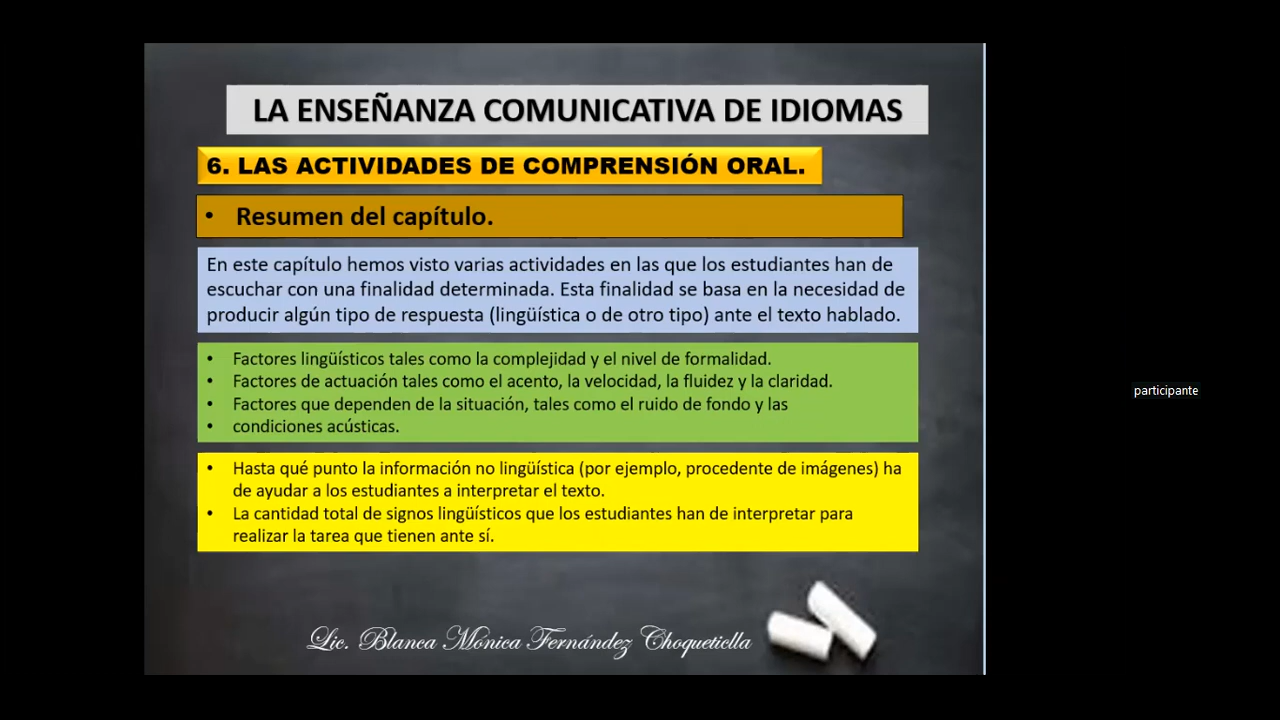 LA ENSEÑANZA COMUNICATIVA DE IDIOMAS
6. LAS ACTIVIDADES DE COMPRENSIÓN ORAL.
• Resumen del capítulo.
En este capítulo hemos visto varias actividades en las que los estudiantes han de
escuchar con una finalidad determinada. Esta finalidad se basa en la necesidad de
producir algún tipo de respuesta (lingüística o de otro tipo) ante el texto hablado.
• Factores lingüísticos tales como la complejidad y el nivel de formalidad.
• Factores de actuación tales como el acento, la velocidad, la fluidez y la claridad.
• Factores que dependen de la situación, tales como el ruido de fondo y las
• condiciones acústicas.
• Hasta qué punto la información no lingüística (por ejemplo, procedente de imágenes) ha
de ayudar a los estudiantes a interpretar el texto.
• La cantidad total de signos lingüísticos que los estudiantes han de interpretar para
realizar la tarea que tienen ante sí.
Lic. Blanca Mónica Fernández Choqueticlla
participante